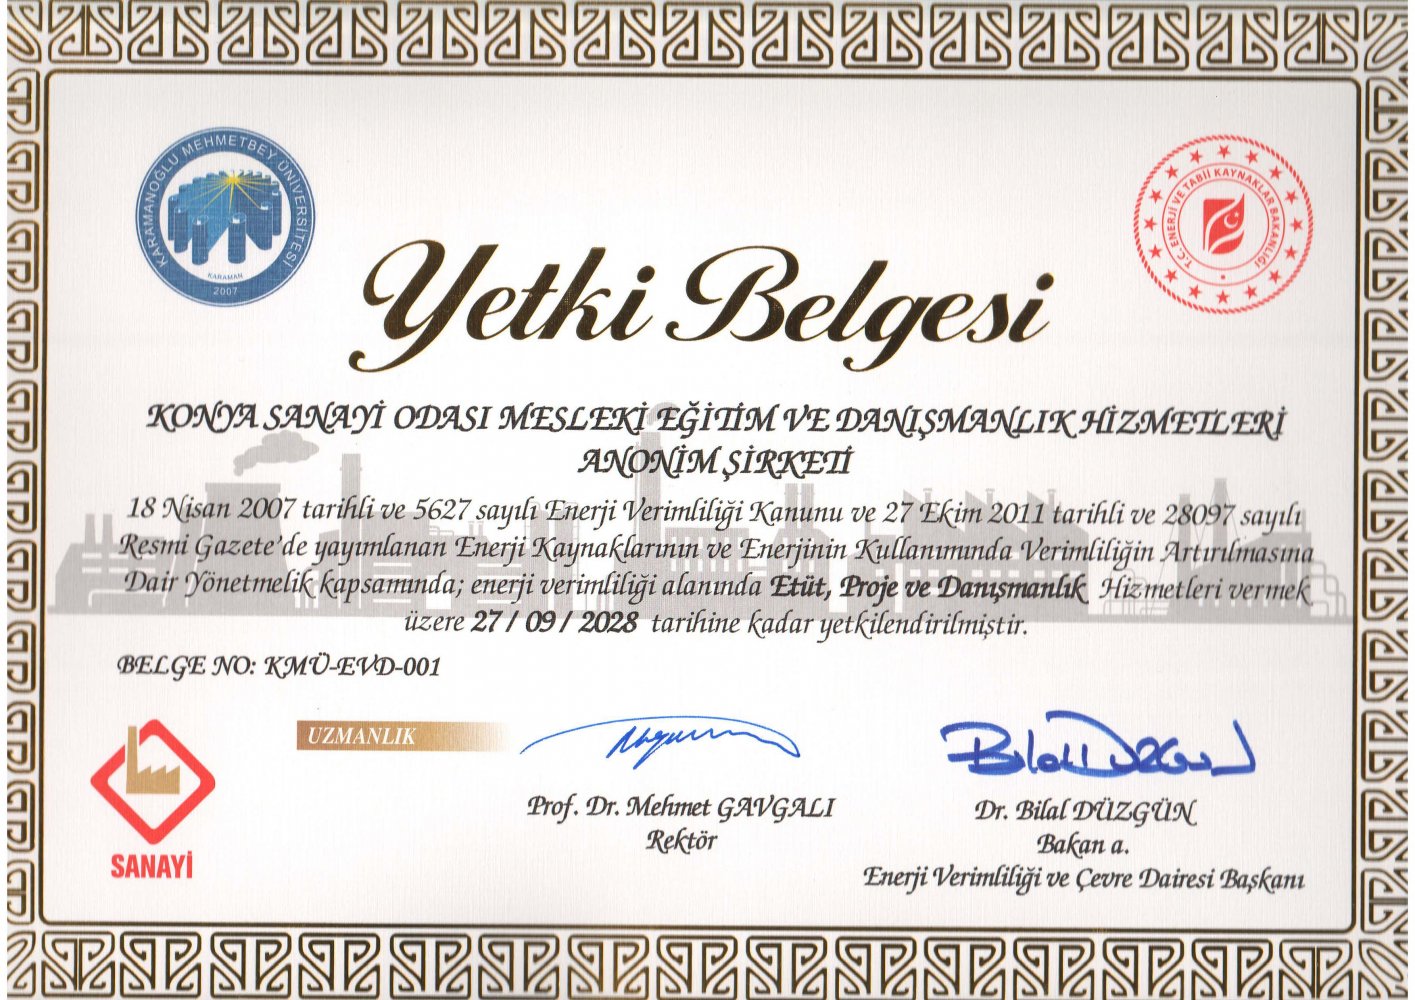 KARAMANOĞLU MEHMETBEY ÜNİVERSİTESİ
KARAMAN
2007
T.C. ENERJİ VE TABİİ KAYNAKLAR BAKANLIĞI
Yetki Belgesi
KONYA SANAYİ ODASI MESLEKİ EĞİTİM VE DANIŞMANLIK HİZMETLERİ
ANONİM ŞİRKETİ
18 Nisan 2007 tarihli ve 5627 sayılı Enerji Verimliliği Kanunu ve 27 Ekim 2011 tarihli ve 28097 sayılı
Resmi Gazete'de yayımlanan Enerji Kaynaklarının ve Enerjinin Kullanımında Verimliliğin Artırılmasına
Dair Yönetmelik kapsamında; enerji verimliliği alanında Etüt, Proje ve Danışmanlık Hizmetleri vermek
üzere 27 / 09 / 2028 tarihine kadar yetkilendirilmiştir.
BELGE NO: KMÜ-EVD-001
UZMANLIK
SANAYİ
Prof. Dr. Mehmet GAVGALI
Rektör
Bilal Düzgün
Dr. Bilal DÜZGÜN
Bakan a.
Enerji Verimliliği ve Çevre Dairesi Başkanı